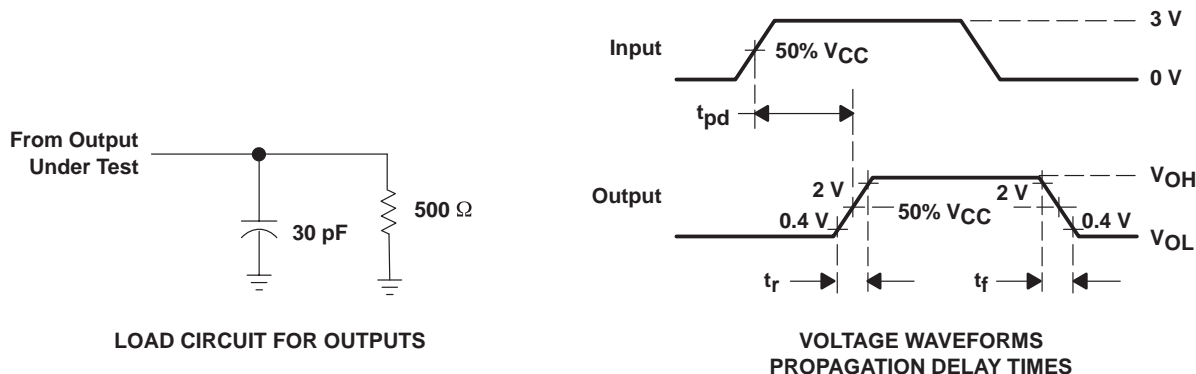 From Output
Under Test
30 pF
500 Ω
LOAD CIRCUIT FOR OUTPUTS
Input
50% VCC
3 V
0 V
tpd
Output
2 V
0.4 V
50% VCC
2 V
0.4 V
VOH
VOL
tr
tf
VOLTAGE WAVEFORMS
PROPAGATION DELAY TIMES